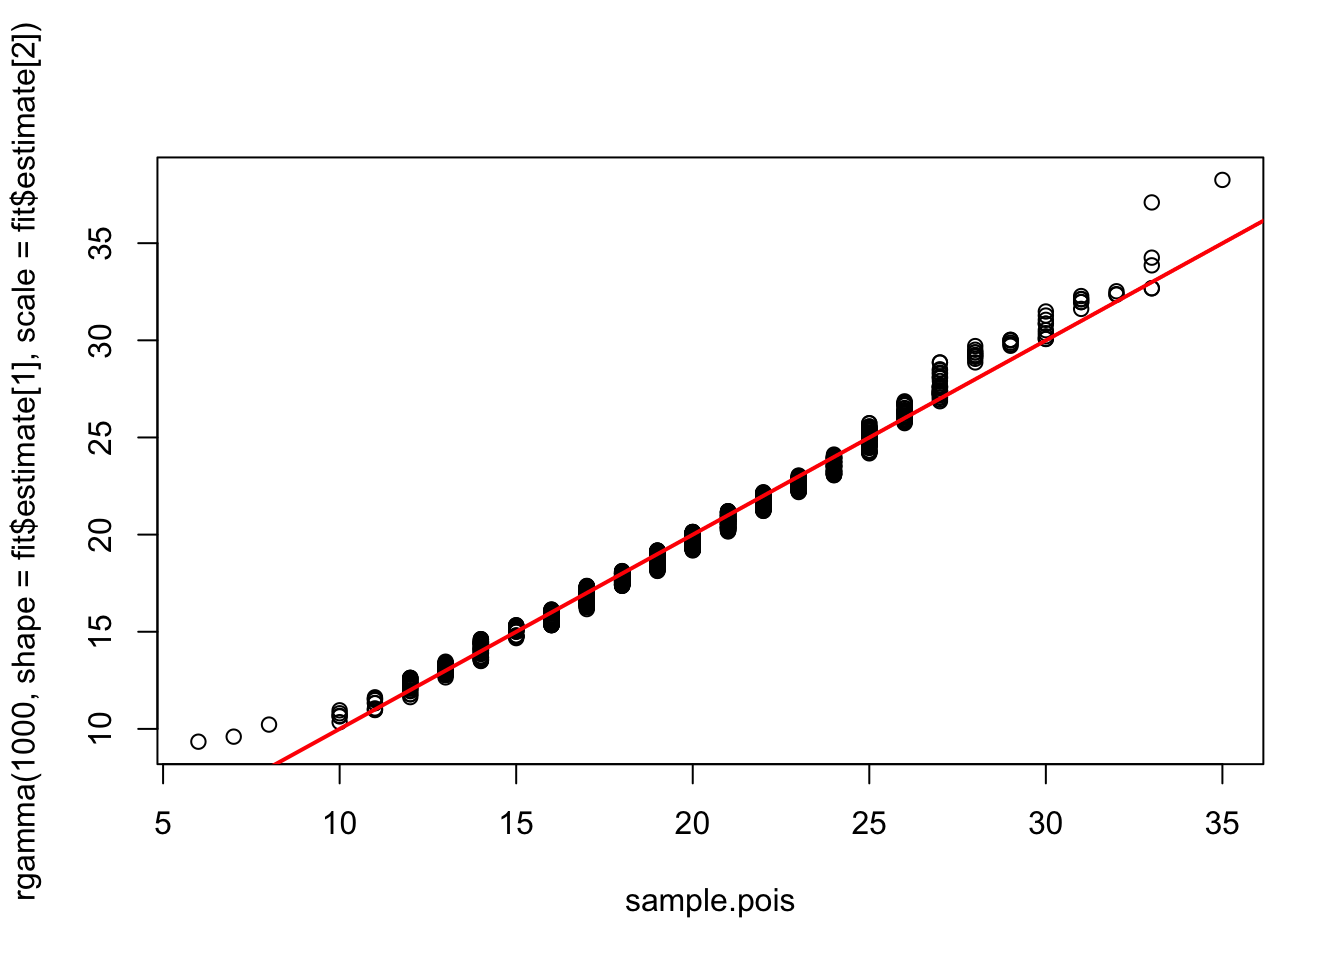 rgamma(1000, shape = fit$estimate[1], scale = fit$estimate[2])
35
30
25
20
15
10
5 10 15 20 25 30 35
sample.pois